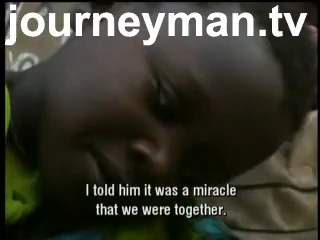 journeyman.tv
I told him it was a miracle
that we were together.